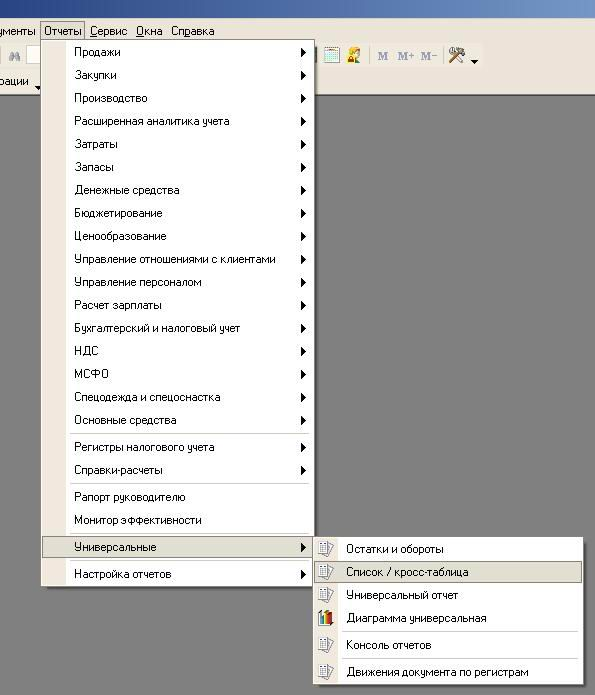 ументы Отчеты Сервис Окна Справка
M M+ M-
рации
Продажи
Закупки
Производство
Расширенная аналитика учета
Затраты
Запасы
Денежные средства
Бюджетирование
Ценообразование
Управление отношениями с клиентами
Управление персоналом
Расчет зарплаты
Бухгалтерский и налоговый учет
НДС
МСФО
Спецодежда и спецоснастка
Основные средства
Регистры налогового учета
Справки-расчеты
Рапорт руководителю
Монитор эффективности
Универсальные
Настройка отчетов
Остатки и обороты
Список / кросс-таблица
Универсальный отчет
Диаграмма универсальная
Консоль отчетов
Движения документа по регистрам